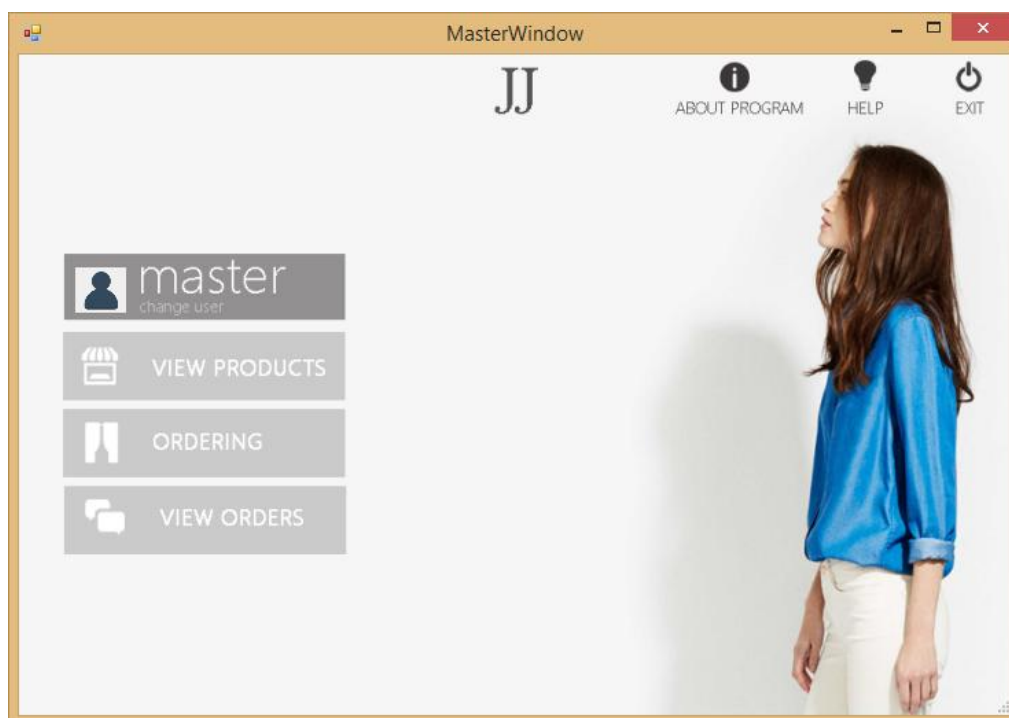 MasterWindow
JJ
ABOUT PROGRAM
HELP
EXIT
master
change user
VIEW PRODUCTS
ORDERING
VIEW ORDERS